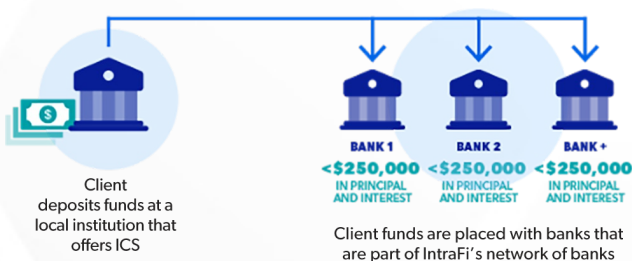 $
Client
deposits funds at a
local institution that
offers ICS
BANK 1
<$250,000
IN PRINCIPAL
AND INTEREST
BANK 2
<$250,000
IN PRINCIPAL
AND INTEREST
BANK +
<$250,000
IN PRINCIPAL
AND INTEREST
Client funds are placed with banks that
are part of IntraFi's network of banks